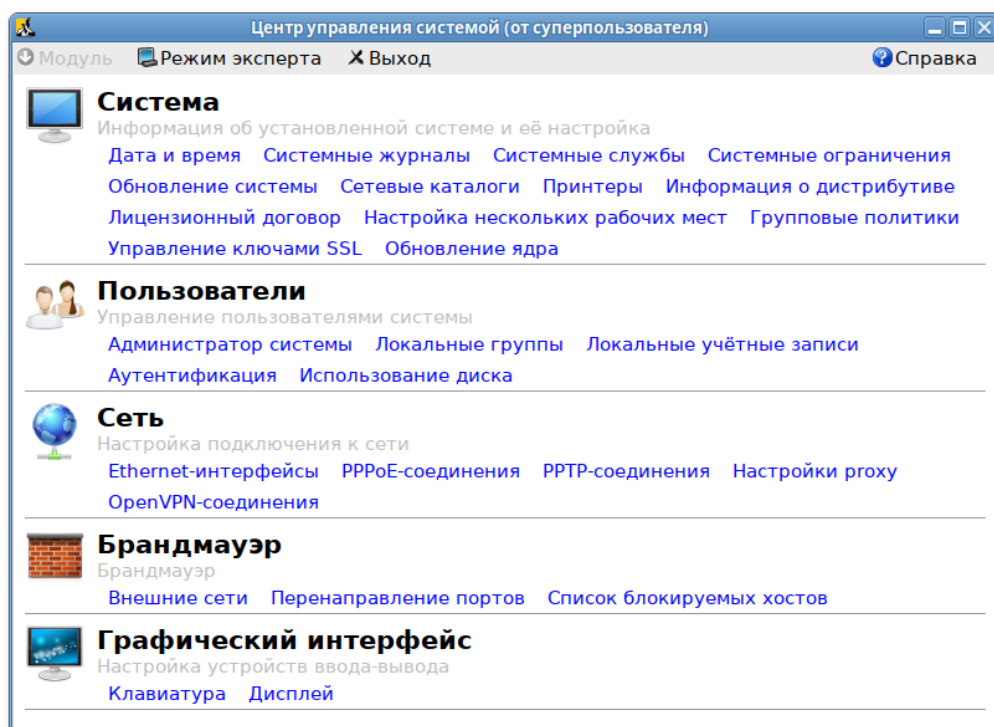 Центр управления системой (от суперпользователя)
Модуль Режим эксперта Выход Справка
Система
Информация об установленной системе и её настройка
Дата и время Системные журналы Системные службы Системные ограничения
Обновление системы Сетевые каталоги Принтеры Информация о дистрибутиве
Лицензионный договор Настройка нескольких рабочих мест Групповые политики
Управление ключами SSL Обновление ядра
Пользователи
Управление пользователями системы
Администратор системы Локальные группы Локальные учётные записи
Аутентификация Использование диска
Сеть
Настройка подключения к сети
Ethernet-интерфейсы PPPoE-соединения PPTP-соединения Настройки proxy
OpenVPN-соединения
Брандмауэр
Брандмауэр
Внешние сети Перенаправление портов Список блокируемых хостов
Графический интерфейс
Настройка устройств ввода-вывода
Клавиатура Дисплей